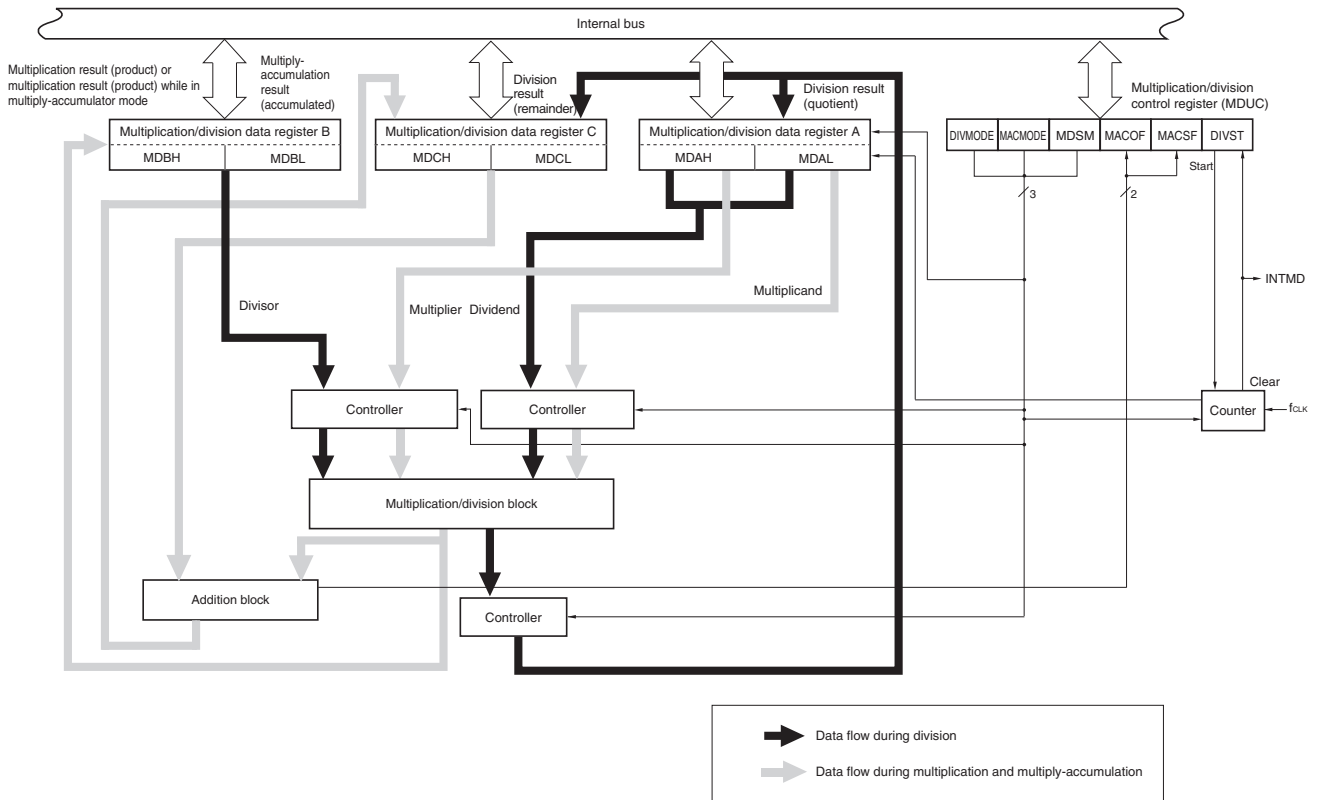 Internal bus
Multiplication result (product) or
multiplication result (product) while in
multiply-accumulator mode
Multiply-
accumulation
result
(accumulated)
Division
result
(remainder)
Division result
(quotient)
Multiplication/division
control register (MDUC)
Multiplication/division data register B
MDBH
MDBL
Multiplication/division data register C
MDCH
MDCL
Multiplication/division data register A
MDAH
MDAL
DIVMODE
MACMODE
MDSM
MACOF
MACSF
DIVST
Start
3
2
INTMD
Divisor
Multiplier
Dividend
Multiplicand
Clear
Controller
Controller
Counter
fCLK
Multiplication/division block
Addition block
Controller
Data flow during division
Data flow during multiplication and multiply-accumulation